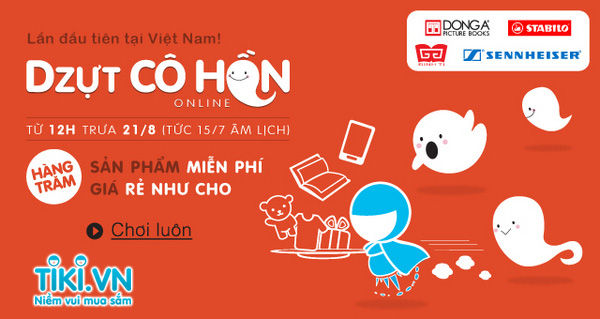 Lần đầu tiên tại Việt Nam!
DZỰT CÔ HỒN
ONLINE
TỪ 12H TRƯA 21/8 (TỨC 15/7 ÂM LỊCH)
HÀNG
TRĂM
SẢN PHẨM MIỄN PHÍ
GIÁ RẺ NHƯ CHO
Chơi luôn
TIKI.VN
Niềm vui mua sắm
DONGA
PICTURE BOOKS
STABILO
SENNHEISER